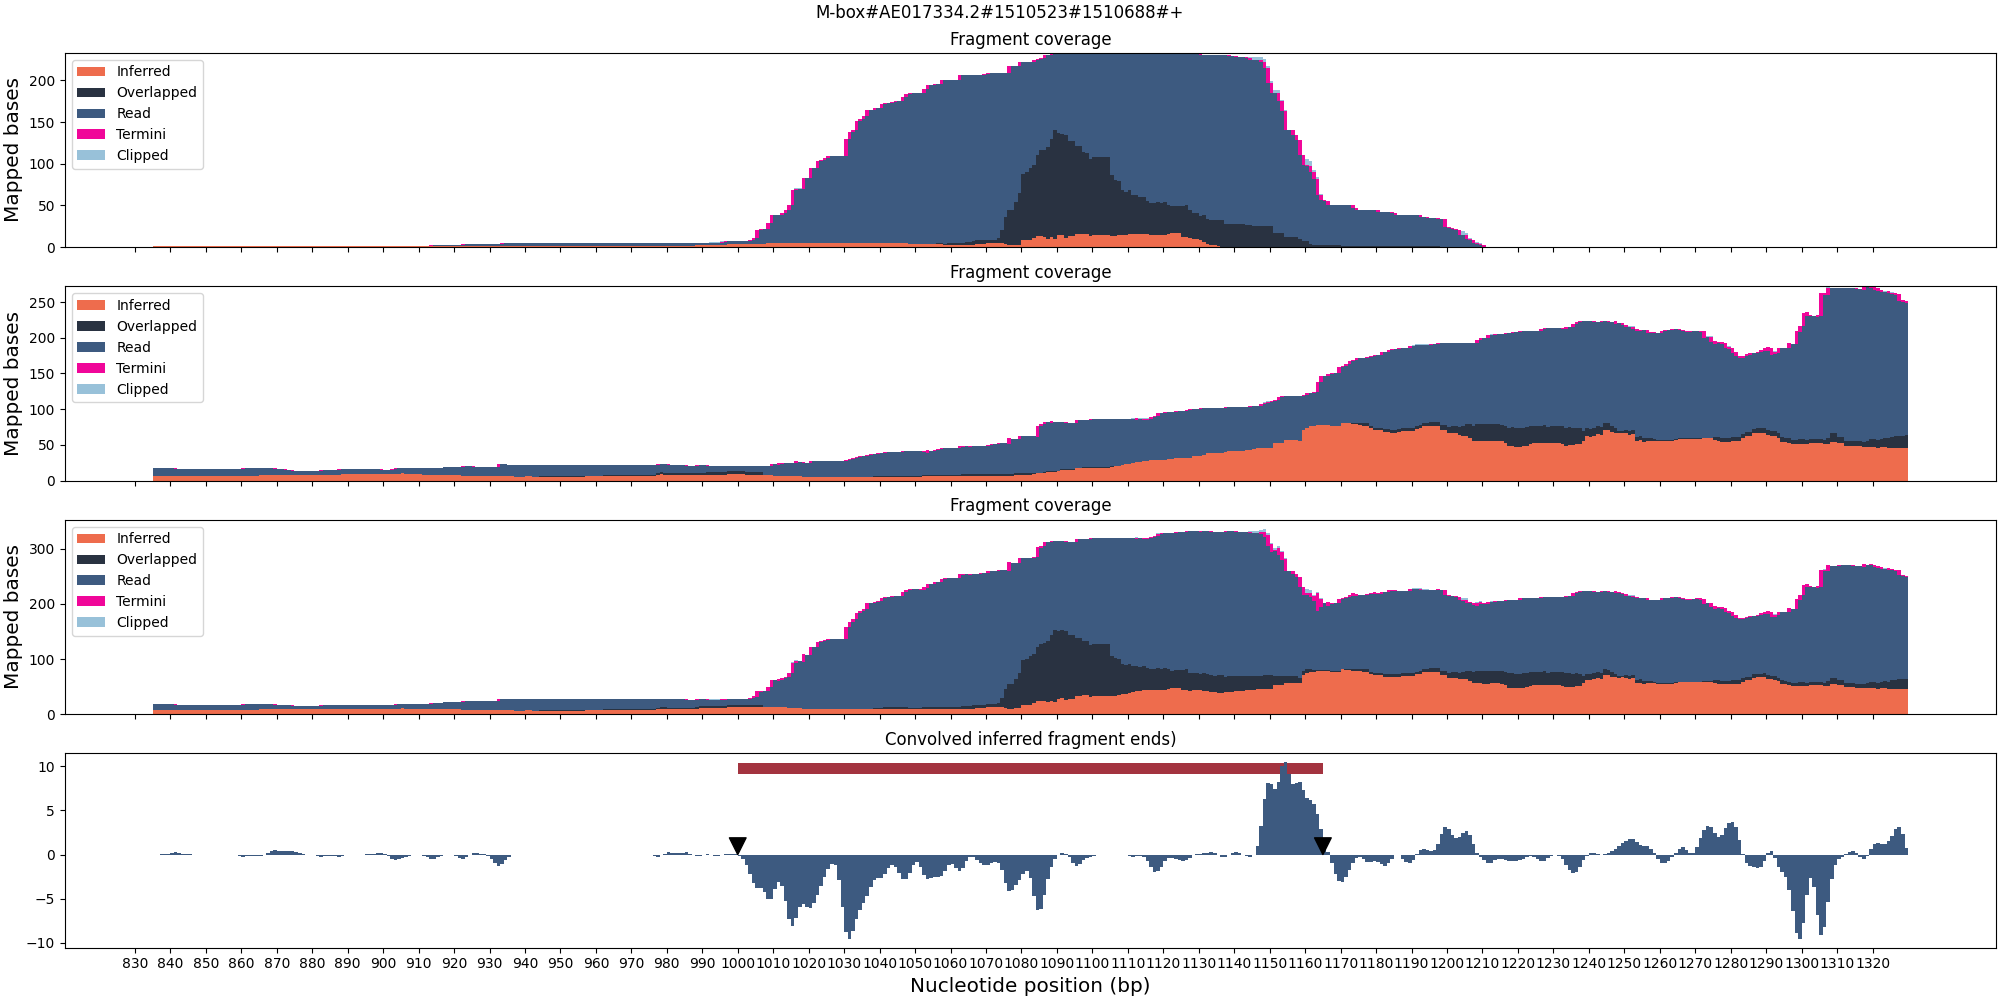 M-box#AE017334.2#1510523#1510688#+
Fragment coverage
Mapped bases
200
150
100
50
0
Inferred
Overlapped
Read
Termini
Clipped
Fragment coverage
Mapped bases
250
200
150
100
50
0
Inferred
Overlapped
Read
Termini
Clipped
Fragment coverage
Mapped bases
300
200
100
0
Inferred
Overlapped
Read
Termini
Clipped
Convolved inferred fragment ends)
10
5
0
−5
−10
830 840 850 860 870 880 890 900 910 920 930 940 950 960 970 980 990 1000 1010 1020 1030 1040 1050 1060 1070 1080 1090 1100 1110 1120 1130 1140 1150 1160 1170 1180 1190 1200 1210 1220 1230 1240 1250 1260 1270 1280 1290 1300 1310 1320
Nucleotide position (bp)